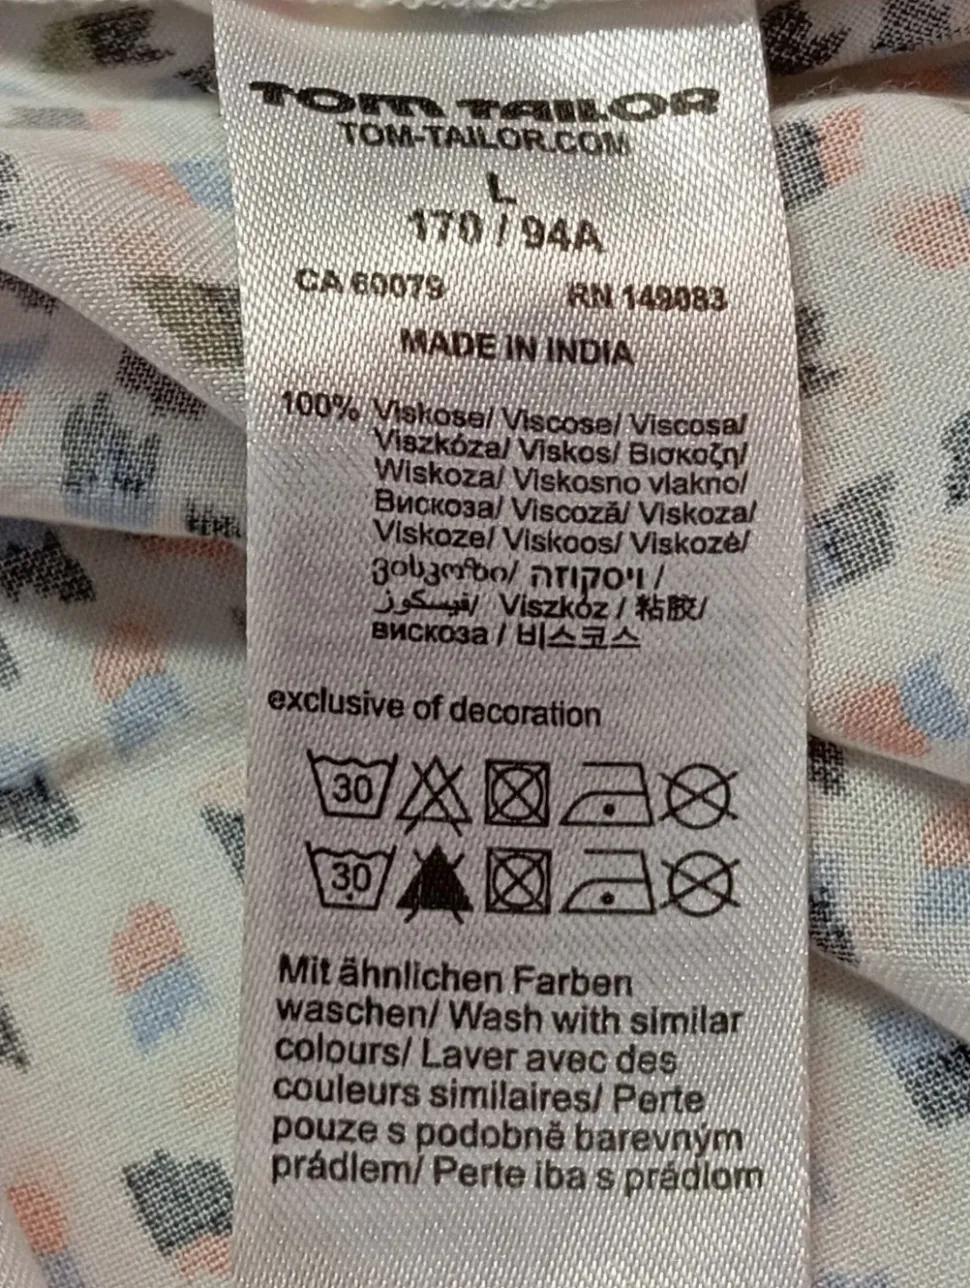 TOM TAILOR
TOM-TAILOR.COM
L
170 / 94A
CA 60079 RN 149083
MADE IN INDIA
100% Viskose/ Viscose/ Viscosa/
Viszkóza/ Viskos/ Βισκοζη/
Wiskoza/ Viskosno vlakno/
Вискоза/ Viscoză/ Viskoza/
Viskoze/ Viskoos/ Viskozė/
ვისკოზი/ ויסקוזה /
فيسكوز/ Viszkóz / 粘胶/
вискоза / 비스코스
exclusive of decoration
30
30
Mit ähnlichen Farben
waschen/ Wash with similar
colours/ Laver avec des
couleurs similaires/ Perte
pouze s podobně barevným
prádlem/ Perte iba s prádlom